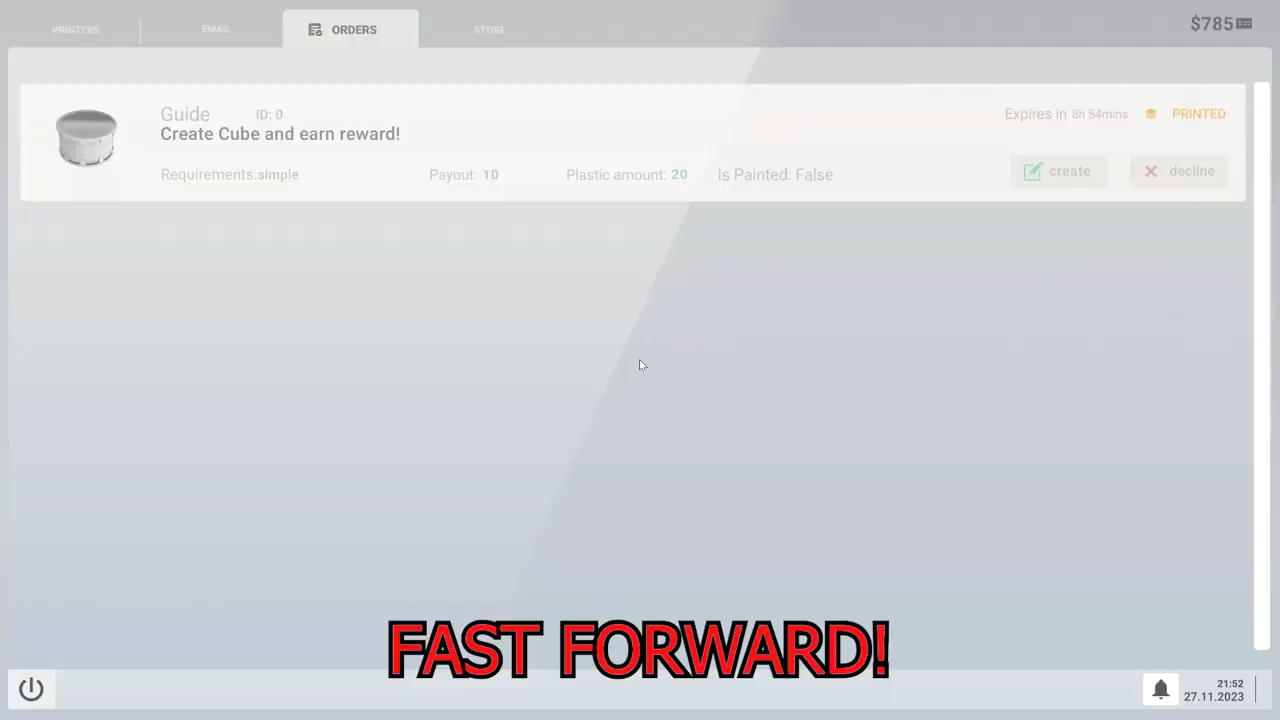 PRINTERS
EMAIL
ORDERS
STORE
$785
Guide ID: 0
Expires in 8h 54mins
PRINTED
Create Cube and earn reward!
Requirements:simple
Payout: 10
Plastic amount: 20
Is Painted: False
create
decline
FAST FORWARD!
21:52
27.11.2023